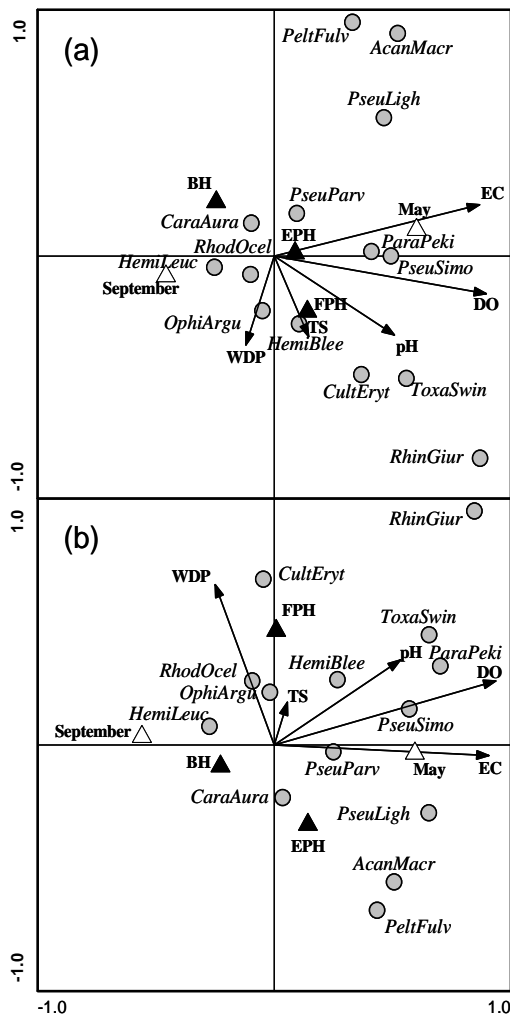 1.0
(a)
PeltFulv
AcanMacr
PseuLigh
BH
PseuParv
EC
May
CaraAura
EPH
RhodOcel
ParaPeki
HemiLeuc
PseuSimo
September
DO
FPH
OphiArgu
TS
HemiBlee
WDP
pH
CultEryt
ToxaSwin
RhinGiur
-1.0
1.0
(b)
RhinGiur
WDP
CultEryt
FPH
ToxaSwin
pH
ParaPeki
HemiBlee
RhodOcel
DO
OphiArgu
TS
HemiLeuc
PseuSimo
September
BH
PseuParv
May
EC
CaraAura
PseuLigh
EPH
AcanMacr
PeltFulv
-1.0
-1.0
1.0